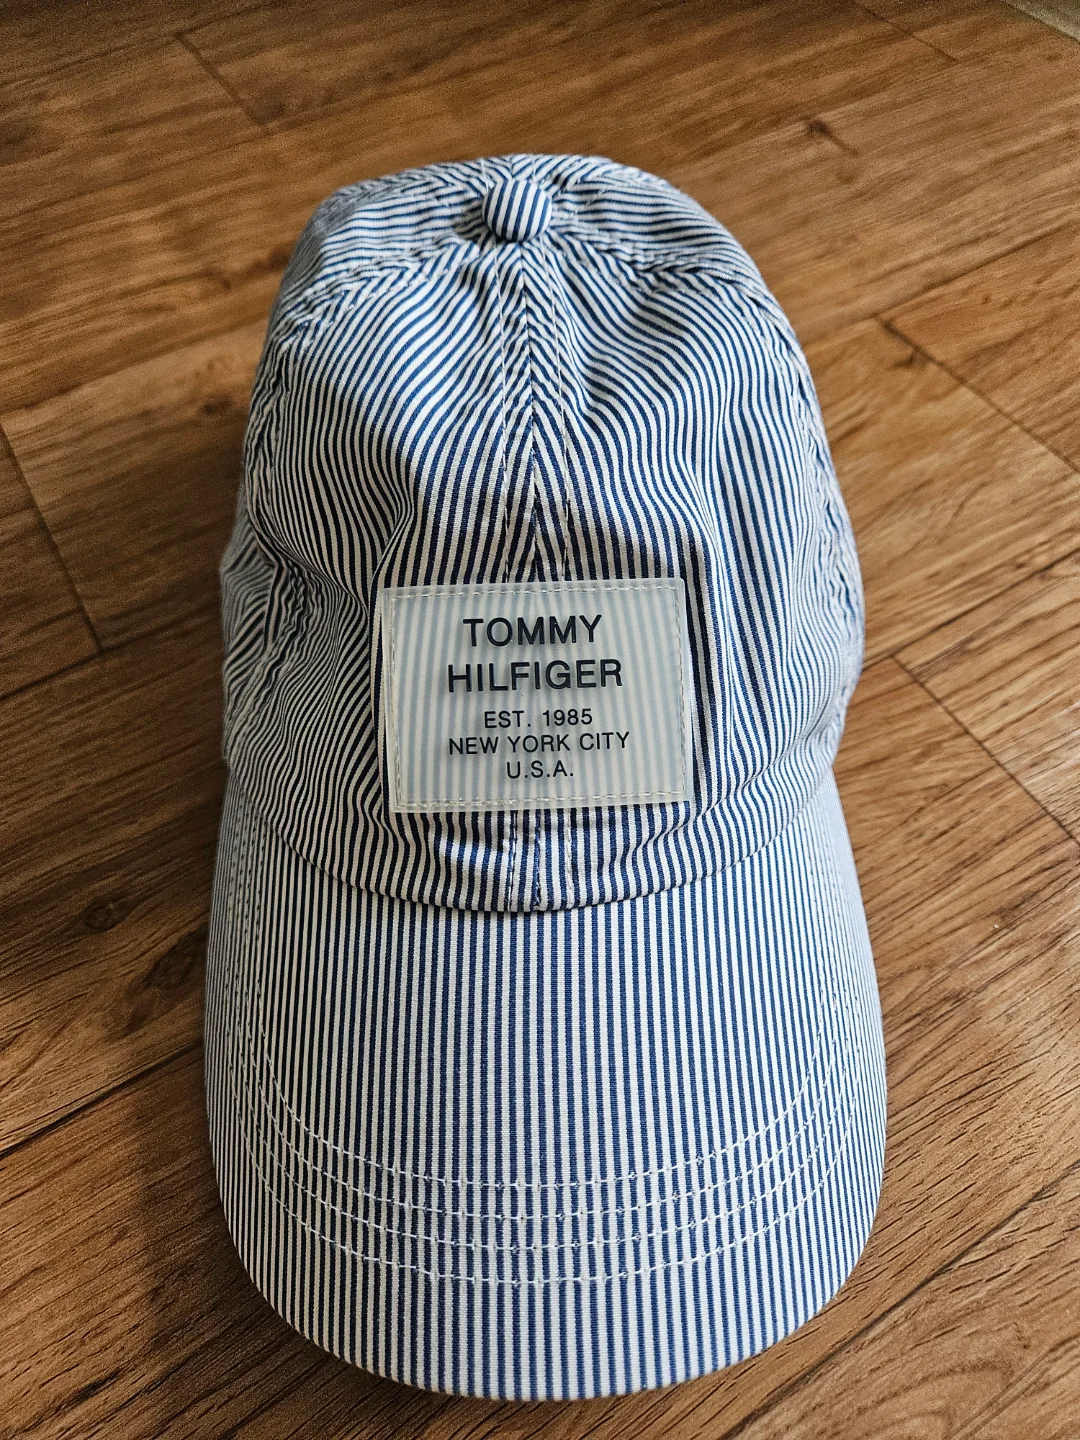 TOMMY
HILFIGER
EST. 1985
NEW YORK CITY
U.S.A.